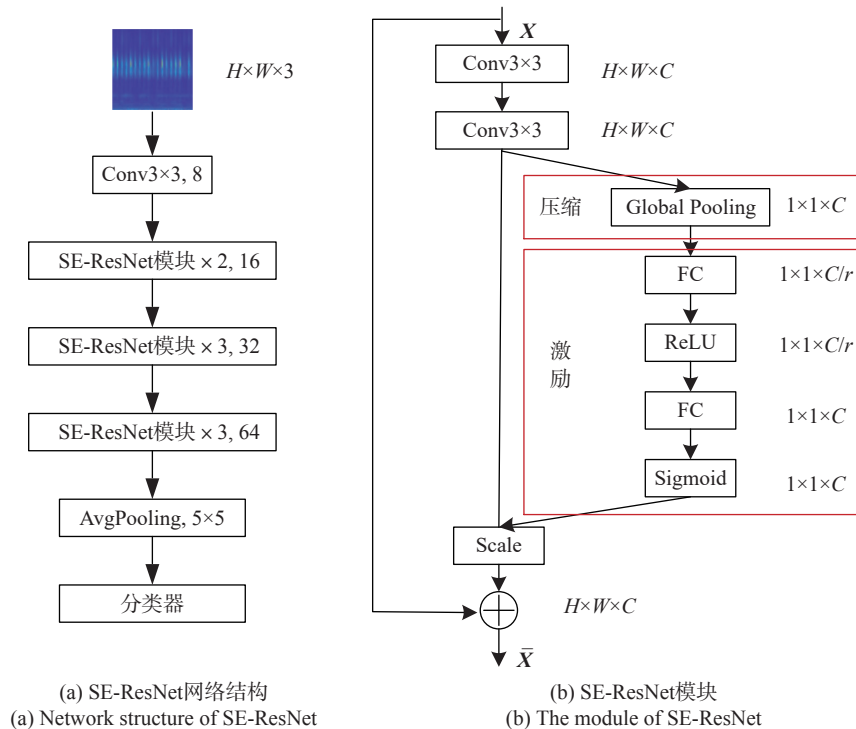 H×W×3
Conv3×3, 8
SE-ResNet模块 × 2, 16
SE-ResNet模块 × 3, 32
SE-ResNet模块 × 3, 64
AvgPooling, 5×5
分类器
(a) SE-ResNet网络结构
(a) Network structure of SE-ResNet
X
Conv3×3 H×W×C
Conv3×3 H×W×C
压缩 Global Pooling 1×1×C
FC 1×1×C/r
激
励
ReLU 1×1×C/r
FC 1×1×C
Sigmoid 1×1×C
Scale
H×W×C
X̄
(b) SE-ResNet模块
(b) The module of SE-ResNet